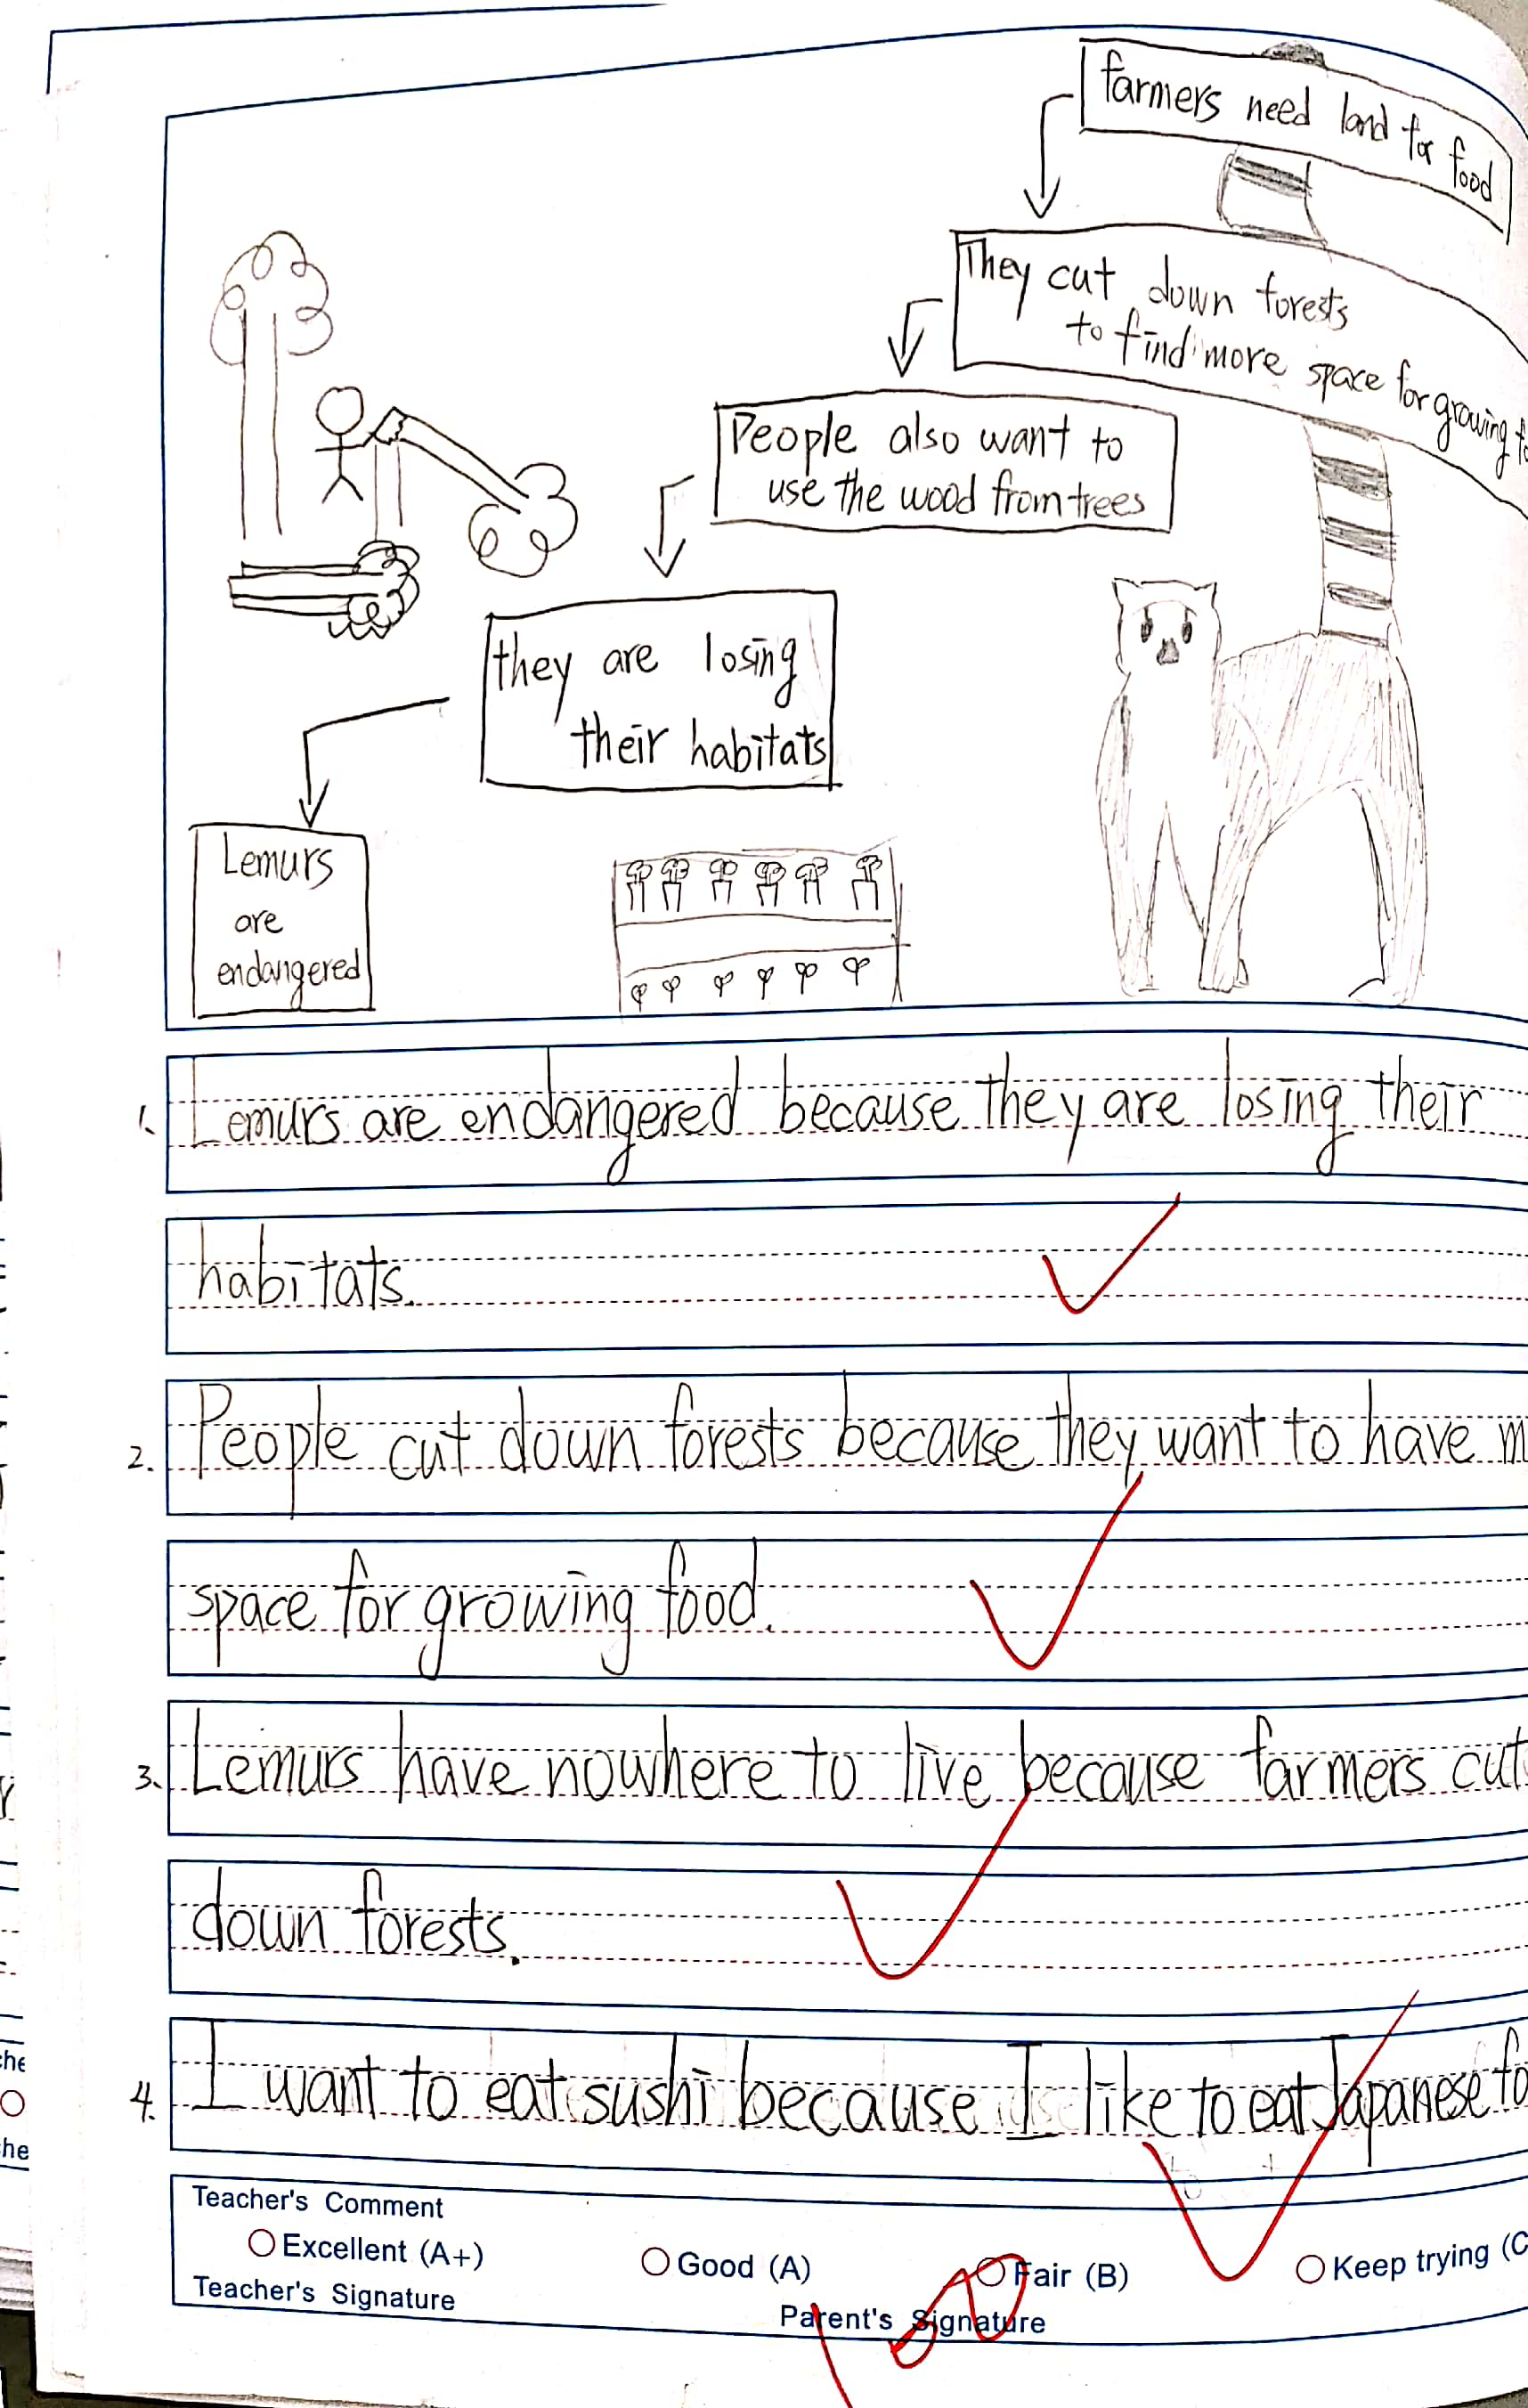 farmers need land for food
They cut down forests
to find more space for growing
People also want to
use the wood from trees
they are losing
their habitats
Lemurs
are
endangered
1. Lemurs are endangered because they are losing their
habitats.
2. People cut down forests because they want to have
space for growing food.
3. Lemurs have nowhere to live because farmers cut
down forests.
4. I want to eat sushi because I like to eat Japanese
Teacher's Comment
Excellent (A+) Good (A) Fair (B) Keep trying (C
Teacher's Signature Parent's Signature
100